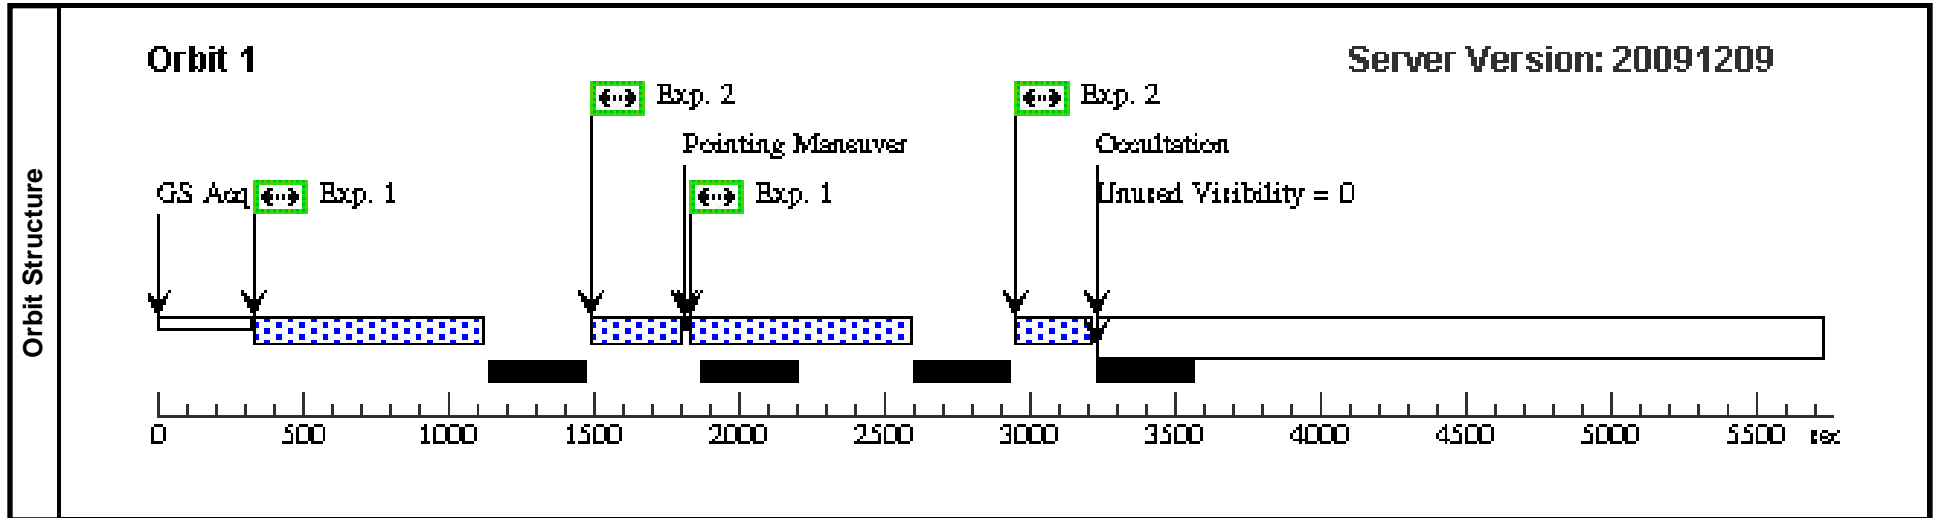 Orbit Structure
Orbit 1
Server Version: 20091209
Exp. 2
Exp. 2
Pointing Maneuver
Occultation
GS Acq
Exp. 1
Exp. 1
Unused Visibility = 0
0 500 1000 1500 2000 2500 3000 3500 4000 4500 5000 5500 sec